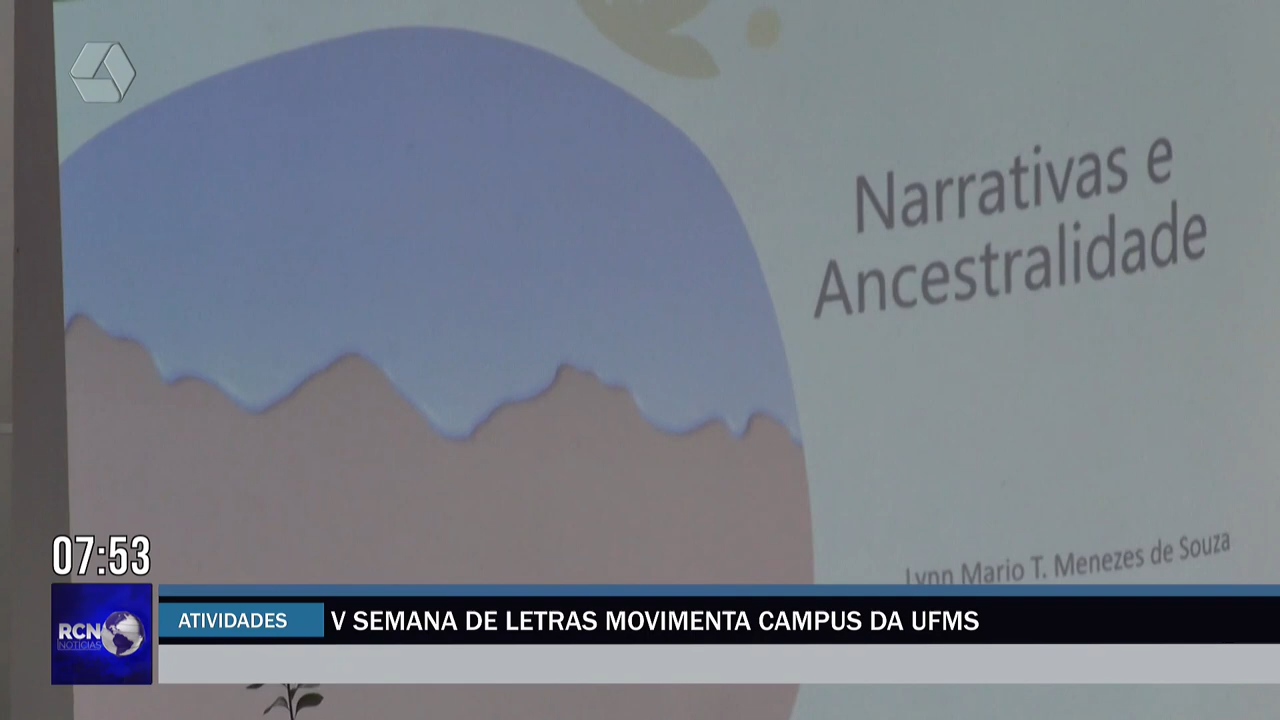 Narrativas e
Ancestralidade
Lynn Mario T. Menezes de Souza
07:53
RCN
NOTÍCIAS
ATIVIDADES
V SEMANA DE LETRAS MOVIMENTA CAMPUS DA UFMS